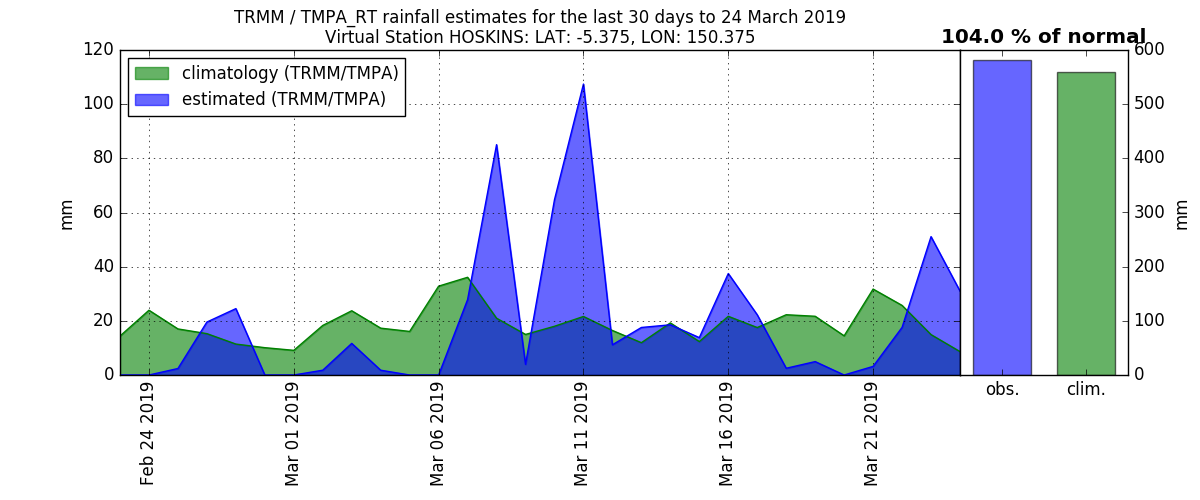 TRMM / TMPA_RT rainfall estimates for the last 30 days to 24 March 2019
Virtual Station HOSKINS: LAT: -5.375, LON: 150.375
104.0 % of normal
climatology (TRMM/TMPA)
estimated (TRMM/TMPA)
mm
120
100
80
60
40
20
0
Feb 24 2019
Mar 01 2019
Mar 06 2019
Mar 11 2019
Mar 16 2019
Mar 21 2019
obs.
clim.
600
500
400
300
200
100
0
mm